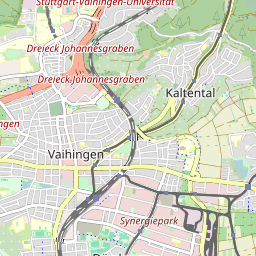 Stuttgart-Vaihingen-Universität
Dreieck Johannesgraben
Dreieck Johannesgraben
Kaltental
Vaihingen
Synergiepark